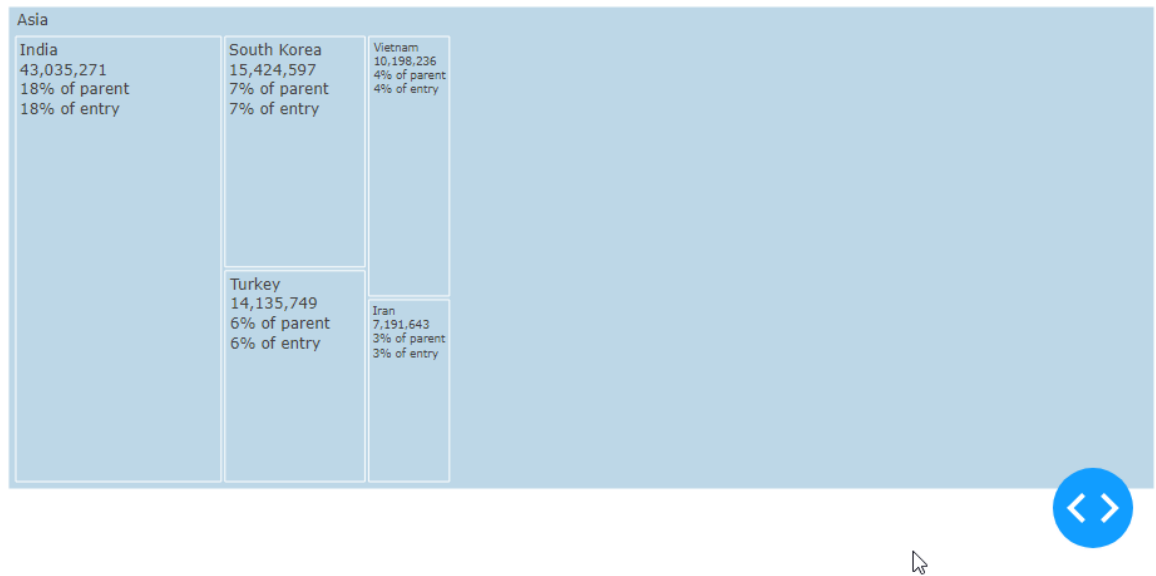 Asia
India
43,035,271
18% of parent
18% of entry
South Korea
15,424,597
7% of parent
7% of entry
Turkey
14,135,749
6% of parent
6% of entry
Vietnam
10,198,236
4% of parent
4% of entry
Iran
7,191,643
3% of parent
3% of entry